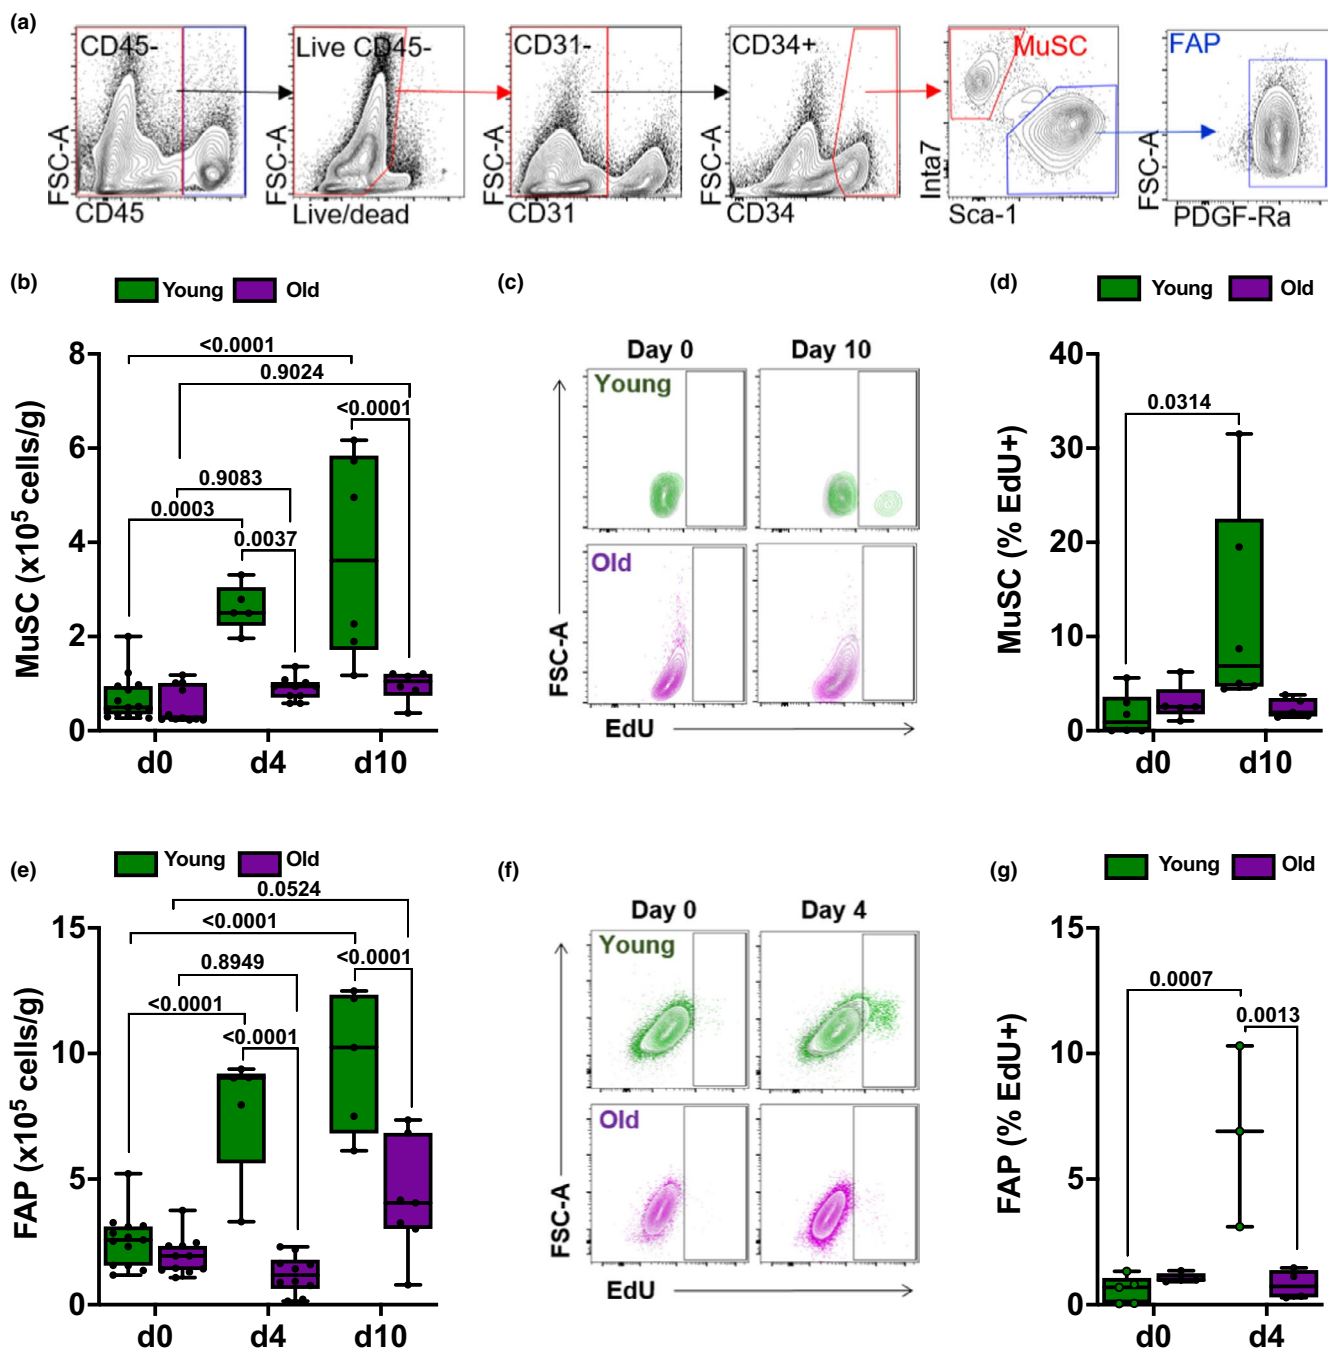 (a)
CD45-
FSC-A
CD45
Live CD45-
FSC-A
Live/dead
CD31-
FSC-A
CD31
CD34+
FSC-A
CD34
MuSC
Inta7
Sca-1
FAP
FSC-A
PDGF-Ra
(b)
Young Old
MuSC (x10⁵ cells/g)
8
6
4
2
0
<0.0001
0.9024
<0.0001
0.9083
0.0003
0.0037
d0 d4 d10
(c)
Day 0 Day 10
Young
Old
FSC-A
EdU
(d)
Young Old
MuSC (% EdU+)
40
30
20
10
0
0.0314
d0 d10
(e)
Young Old
FAP (x10⁵ cells/g)
15
10
5
0
0.0524
<0.0001
0.8949
<0.0001
<0.0001
<0.0001
d0 d4 d10
(f)
Day 0 Day 4
Young
Old
FSC-A
EdU
(g)
Young Old
FAP (% EdU+)
15
10
5
0
0.0007
0.0013
d0 d4